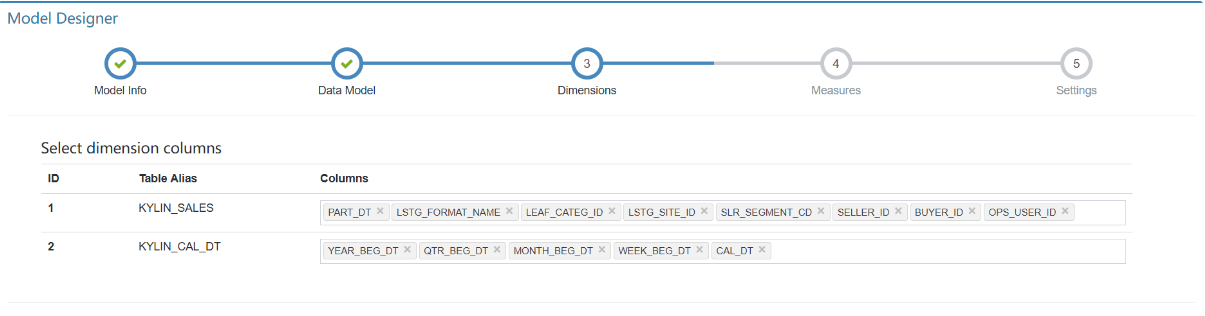 Model Designer
3 4 5
Model Info Data Model Dimensions Measures Settings
Select dimension columns
ID Table Alias Columns
1 KYLIN_SALES PART_DT × LSTG_FORMAT_NAME × LEAF_CATEG_ID × LSTG_SITE_ID × SLR_SEGMENT_CD × SELLER_ID × BUYER_ID × OPS_USER_ID ×
2 KYLIN_CAL_DT YEAR_BEG_DT × QTR_BEG_DT × MONTH_BEG_DT × WEEK_BEG_DT × CAL_DT ×